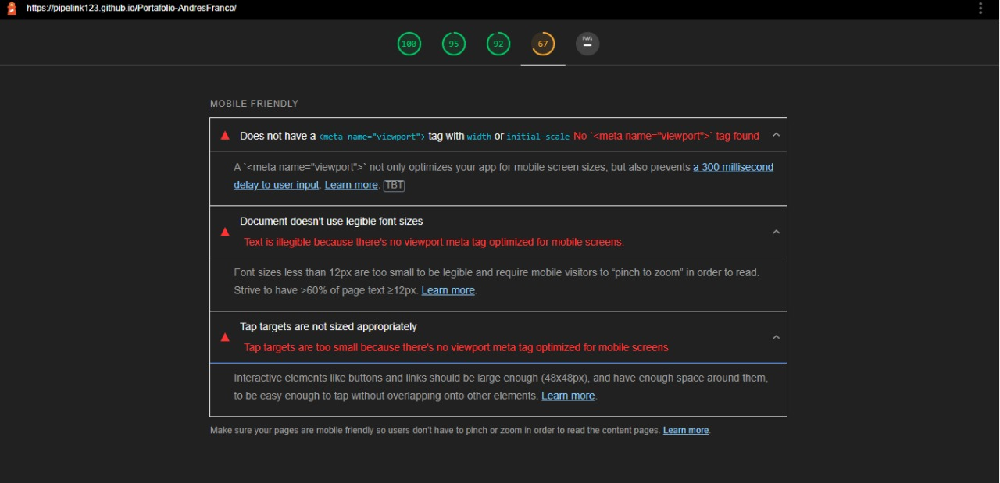 https://pipelink123.github.io/Portafolio-AndresFranco/
100 95 92 67 PWA
MOBILE FRIENDLY
Does not have a <meta name="viewport"> tag with width or initial-scale No `<meta name="viewport">` tag found
A `<meta name="viewport">` not only optimizes your app for mobile screen sizes, but also prevents a 300 millisecond
delay to user input. Learn more. TBT
Document doesn't use legible font sizes
Text is illegible because there's no viewport meta tag optimized for mobile screens.
Font sizes less than 12px are too small to be legible and require mobile visitors to “pinch to zoom” in order to read.
Strive to have >60% of page text ≥12px. Learn more.
Tap targets are not sized appropriately
Tap targets are too small because there's no viewport meta tag optimized for mobile screens
Interactive elements like buttons and links should be large enough (48x48px), and have enough space around them,
to be easy enough to tap without overlapping onto other elements. Learn more.
Make sure your pages are mobile friendly so users don’t have to pinch or zoom in order to read the content pages. Learn more.